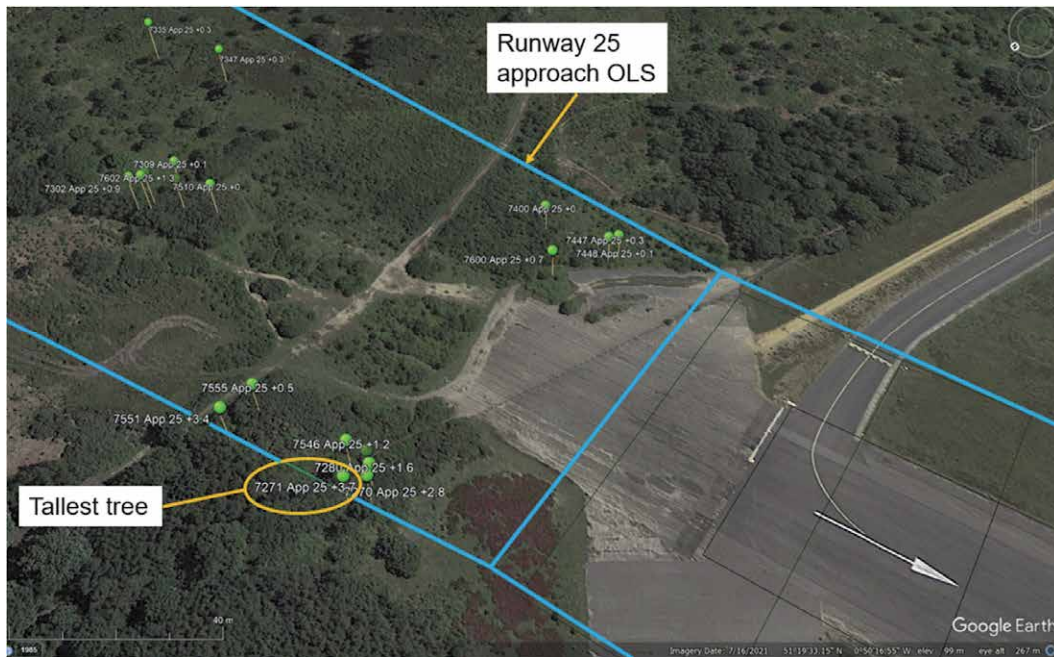 7335 App 25 +0.3
7347 App 25 +0.3
Runway 25
approach OLS
7309 App 25 +0.1
7602 App 25 +1.3
7302 App 25 +0.9
7510 App 25 +0
7400 App 25 +0
7447 App 25 +0.3
7448 App 25 +0.1
7600 App 25 +0.7
7555 App 25 +0.5
7551 App 25 +3.4
7546 App 25 +1.2
7280 App 25 +1.6
7271 App 25 +3.7
70 App 25 +2.8
Tallest tree
40 m
Google Earth
1985
Imagery Date: 7/16/2021 51°19'33.15" N 0°50'16.55" W elev 99 m eye alt 267 m